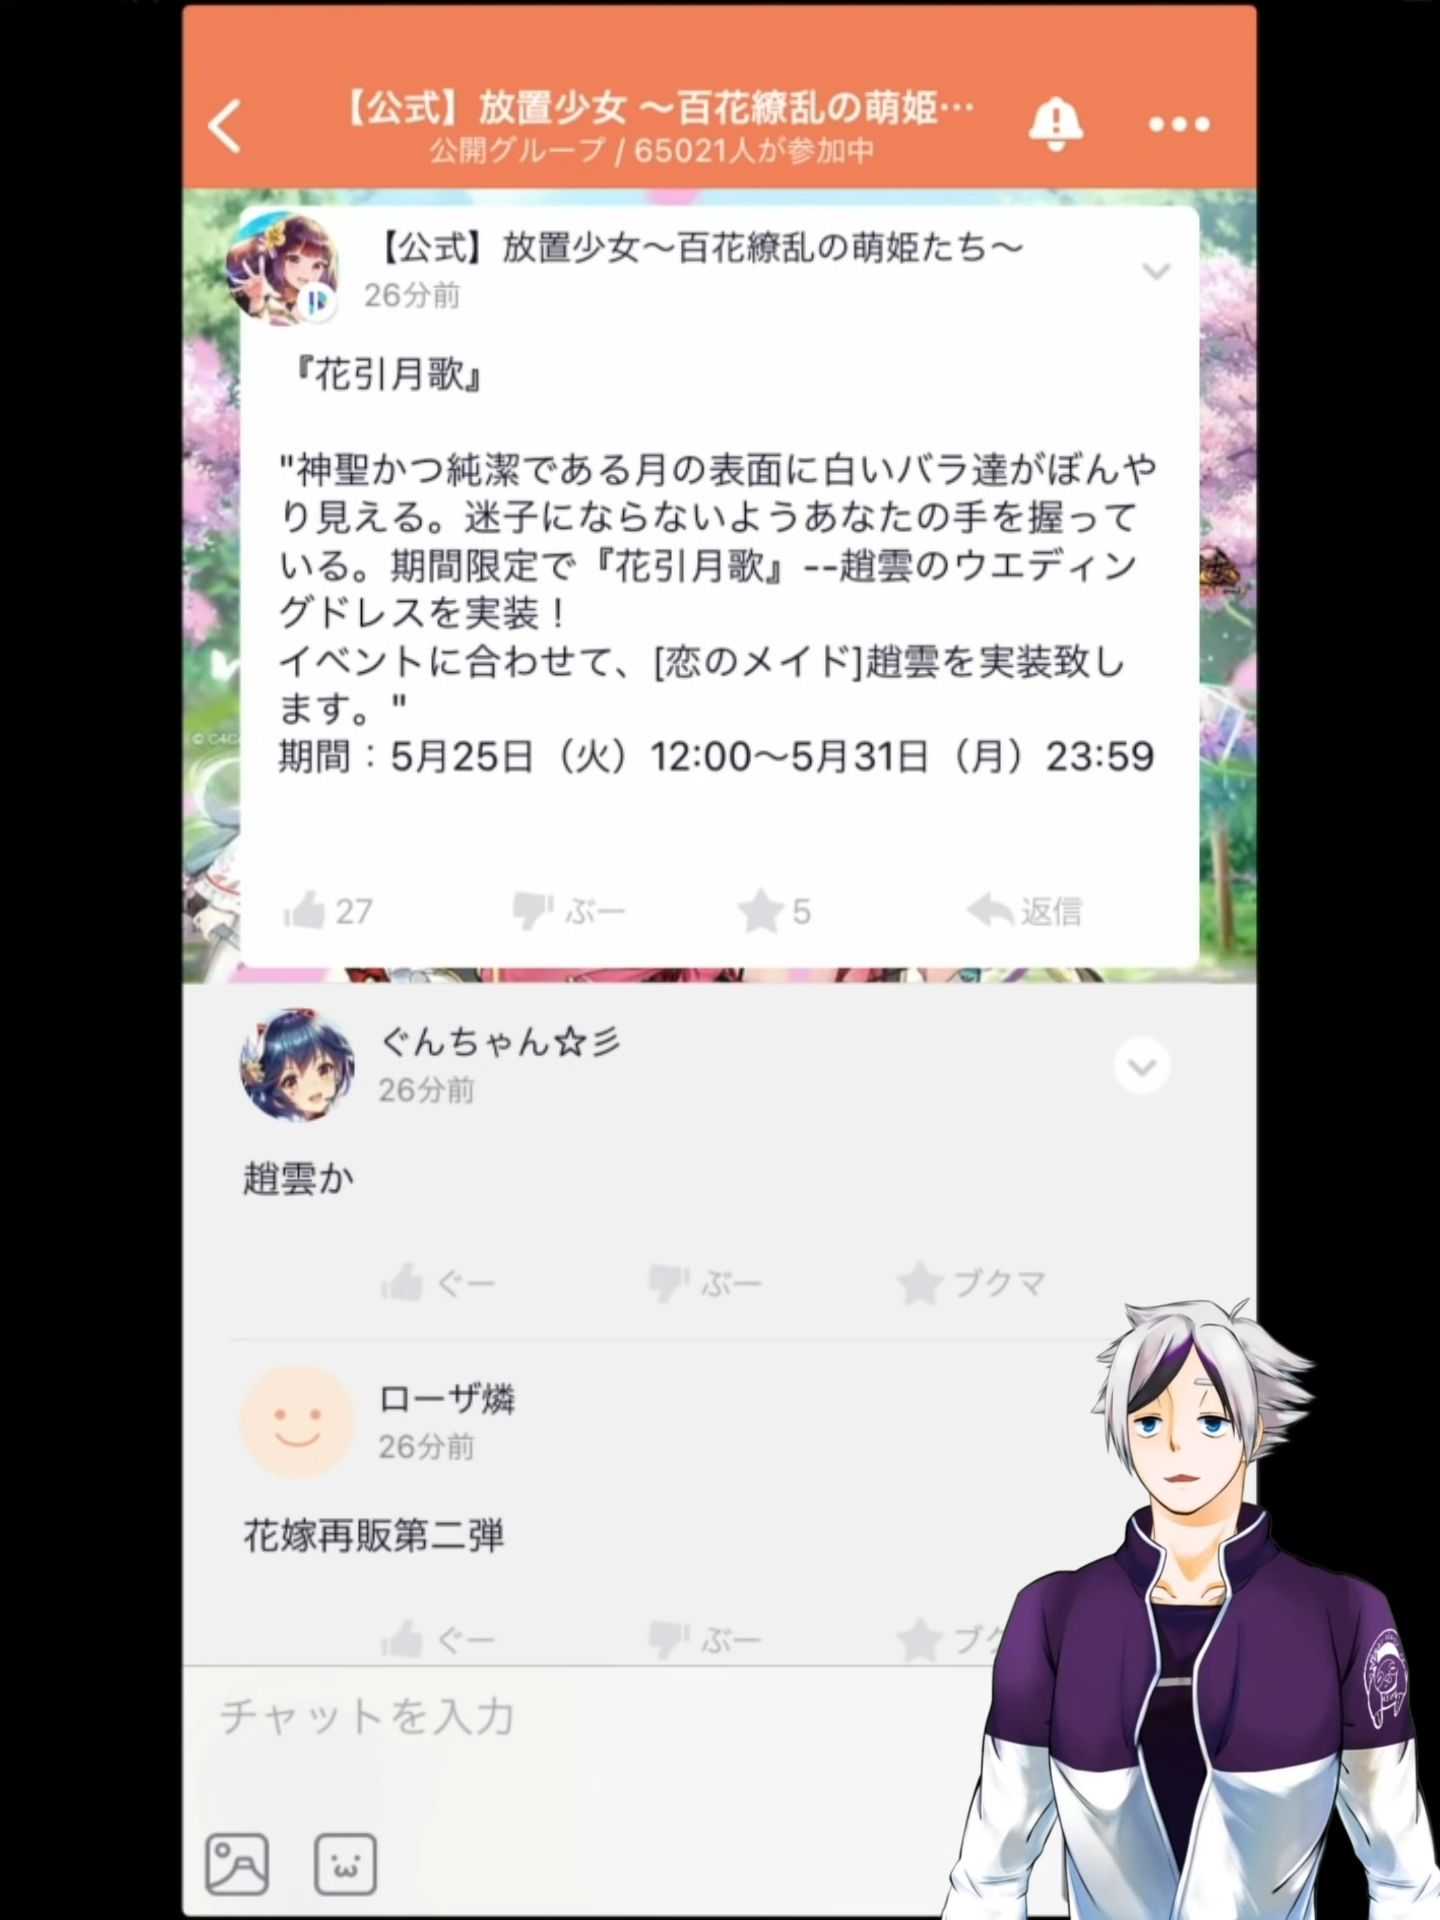 【公式】放置少女 〜百花繚乱の萌姫…
公開グループ / 65021人が参加中
【公式】放置少女〜百花繚乱の萌姫たち〜
26分前
『花引月歌』
"神聖かつ純潔である月の表面に白いバラ達がぼんや
り見える。迷子にならないようあなたの手を握って
いる。期間限定で『花引月歌』--趙雲のウエディン
グドレスを実装！
イベントに合わせて、[恋のメイド]趙雲を実装致し
ます。"
期間：5月25日（火）12:00〜5月31日（月）23:59
27 ぶー 5 返信
ぐんちゃん☆彡
26分前
趙雲か
ぐー ぶー ブクマ
ローザ燐
26分前
花嫁再販第二弾
ぐー ぶー ブク
チャットを入力